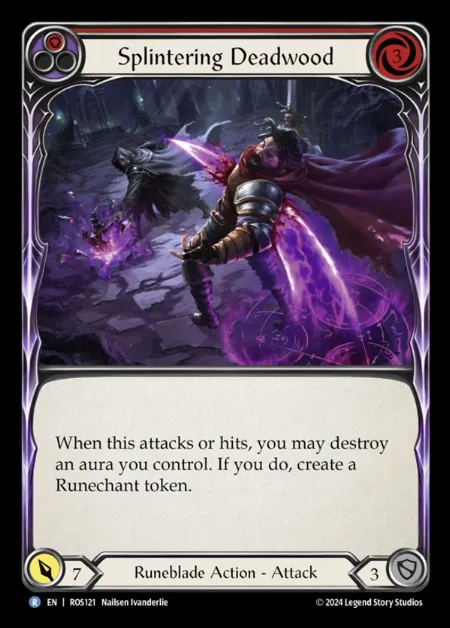 Splintering Deadwood
3
When this attacks or hits, you may destroy
an aura you control. If you do, create a
Runechant token.
7
Runeblade Action - Attack
3
R EN | ROS121 Nailsen Ivanderlie
© 2024 Legend Story Studios